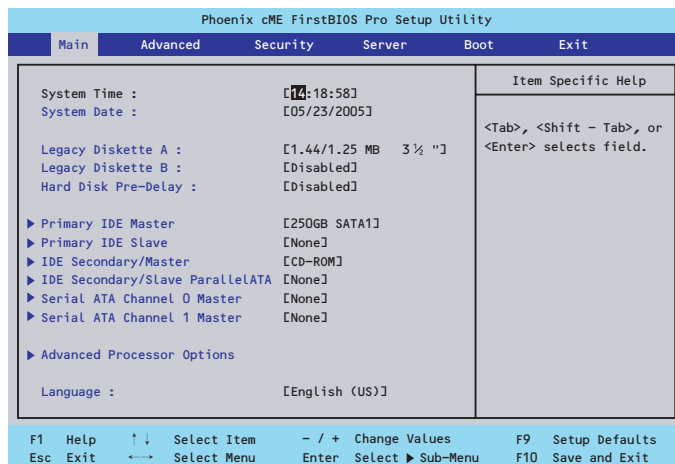 Phoenix cME FirstBIOS Pro Setup Utility
Main Advanced Security Server Boot Exit
Item Specific Help
System Time : [14:18:58]
System Date : [05/23/2005]
<Tab>, <Shift - Tab>, or
<Enter> selects field.
Legacy Diskette A : [1.44/1.25 MB 3½ "]
Legacy Diskette B : [Disabled]
Hard Disk Pre-Delay : [Disabled]
▶ Primary IDE Master [250GB SATA1]
▶ Primary IDE Slave [None]
▶ IDE Secondary/Master [CD-ROM]
▶ IDE Secondary/Slave ParallelATA [None]
▶ Serial ATA Channel 0 Master [None]
▶ Serial ATA Channel 1 Master [None]
▶ Advanced Processor Options
Language : [English (US)]
F1 Help ↑↓ Select Item - / + Change Values F9 Setup Defaults
Esc Exit ←→ Select Menu Enter Select ▶ Sub-Menu F10 Save and Exit